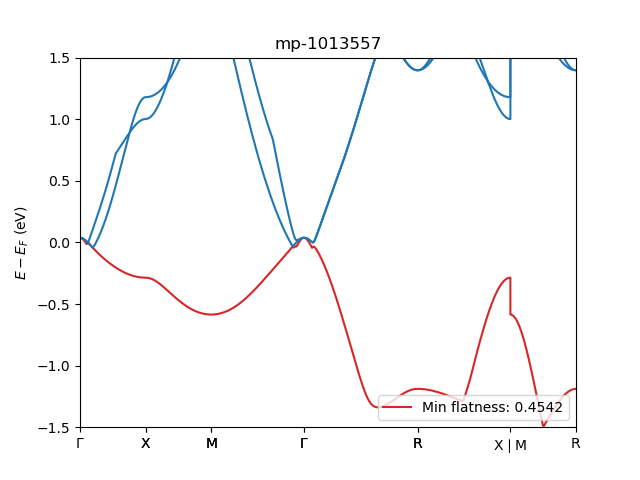 mp-1013557
E − E_F (eV)
1.5
1.0
0.5
0.0
−0.5
−1.0
−1.5
Min flatness: 0.4542
Γ X M Γ R X | M R